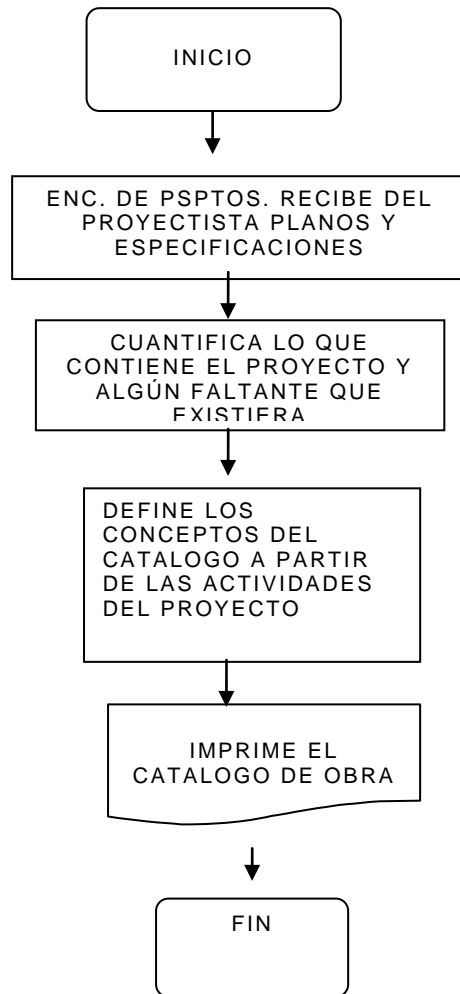 INICIO
ENC. DE PSPTOS. RECIBE DEL
PROYECTISTA PLANOS Y
ESPECIFICACIONES
CUANTIFICA LO QUE
CONTIENE EL PROYECTO Y
ALGÚN FALTANTE QUE
EXISTIERA
DEFINE LOS
CONCEPTOS DEL
CATALOGO A PARTIR
DE LAS ACTIVIDADES
DEL PROYECTO
IMPRIME EL
CATALOGO DE OBRA
FIN